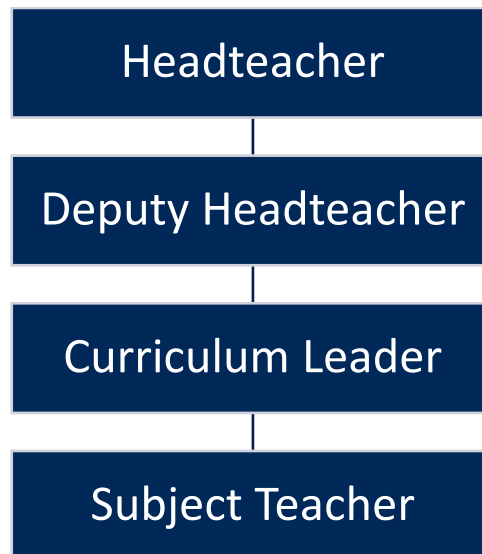 Headteacher
Deputy Headteacher
Curriculum Leader
Subject Teacher